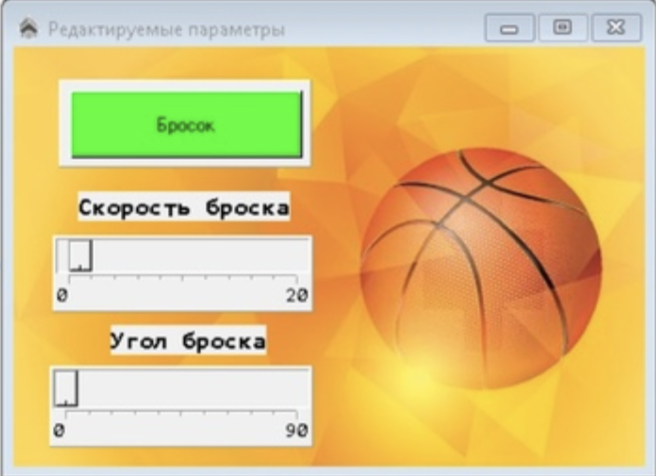 Редактируемые параметры
Бросок
Скорость броска
0 20
Угол броска
0 90